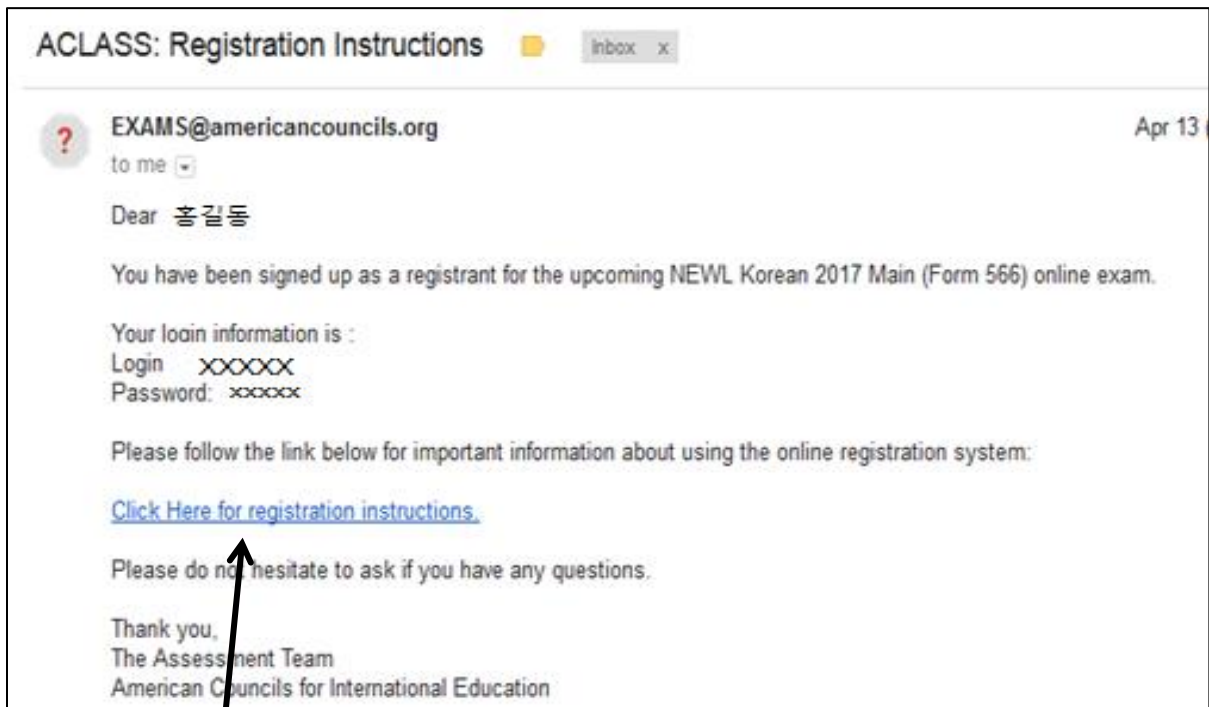 ACLASS: Registration Instructions Inbox x
? EXAMS@americancouncils.org Apr 13
to me
Dear 홍길동
You have been signed up as a registrant for the upcoming NEWL Korean 2017 Main (Form 566) online exam.
Your login information is :
Login XXXXX
Password: xxxxx
Please follow the link below for important information about using the online registration system:
Click Here for registration instructions.
Please do not hesitate to ask if you have any questions.
Thank you,
The Assessment Team
American Councils for International Education